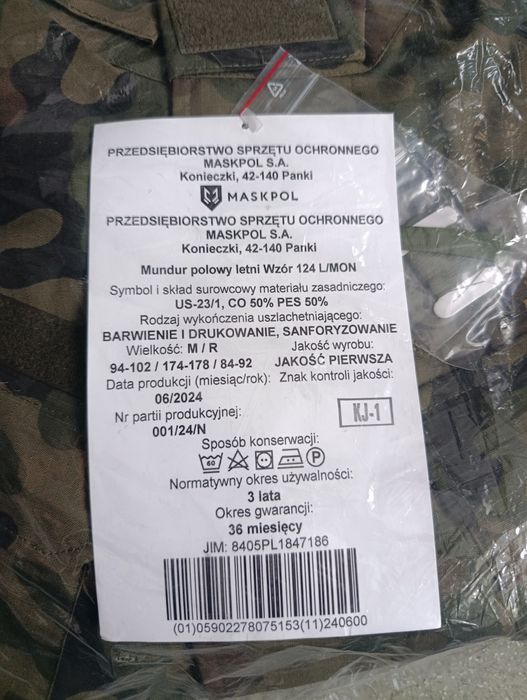 PRZEDSIĘBIORSTWO SPRZĘTU OCHRONNEGO
MASKPOL S.A.
Konieczki, 42-140 Panki
MASKPOL
PRZEDSIĘBIORSTWO SPRZĘTU OCHRONNEGO
MASKPOL S.A.
Konieczki, 42-140 Panki
Mundur polowy letni Wzór 124 L/MON
Symbol i skład surowcowy materiału zasadniczego:
US-23/1, CO 50% PES 50%
Rodzaj wykończenia uszlachetniającego:
BARWIENIE I DRUKOWANIE, SANFORYZOWANIE
Wielkość: M / R Jakość wyrobu:
94-102 / 174-178 / 84-92 JAKOŚĆ PIERWSZA
Data produkcji (miesiąc/rok): Znak kontroli jakości:
06/2024
Nr partii produkcyjnej: KJ-1
001/24/N
Sposób konserwacji:
60 P
Normatywny okres używalności:
3 lata
Okres gwarancji:
36 miesięcy
JIM: 8405PL1847186
(01)05902278075153(11)240600